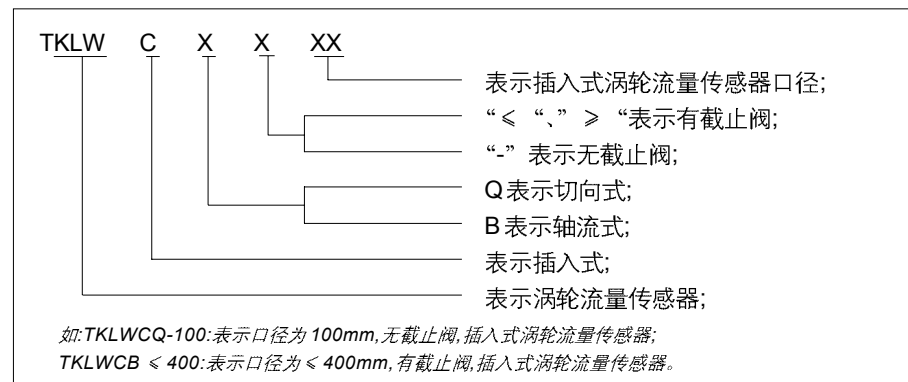 TKLW C X X XX
表示插入式涡轮流量传感器口径;
“≤ “、” ≥ “表示有截止阀;
“-” 表示无截止阀;
Q表示切向式;
B表示轴流式;
表示插入式;
表示涡轮流量传感器;
如:TKLWCQ-100:表示口径为100mm,无截止阀,插入式涡轮流量传感器;
TKLWCB ≤ 400:表示口径为≤ 400mm,有截止阀,插入式涡轮流量传感器。